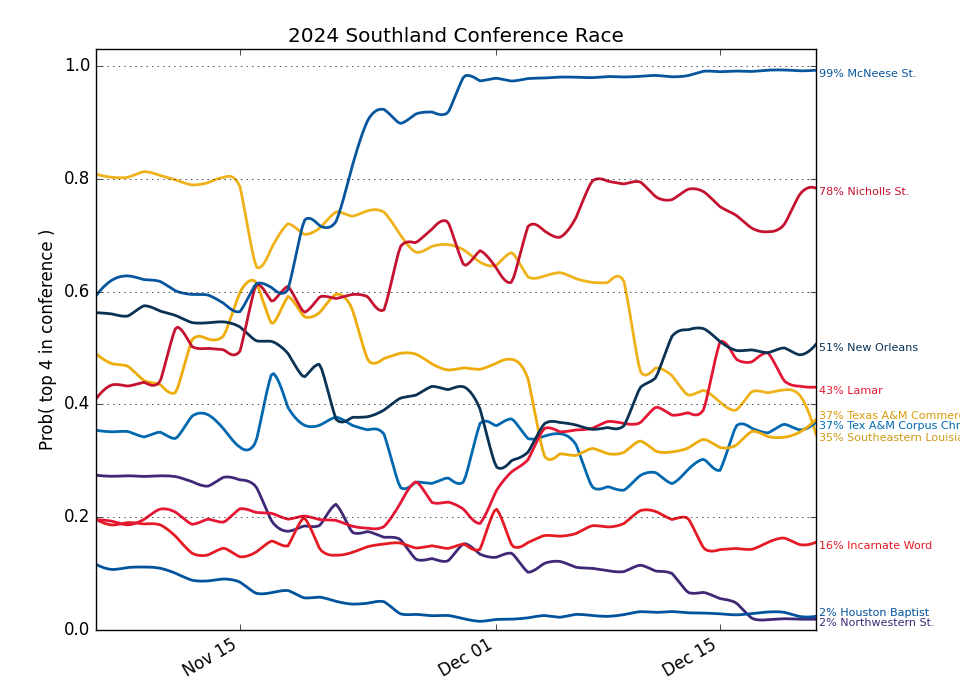 2024 Southland Conference Race
Prob( top 4 in conference )
1.0
0.8
0.6
0.4
0.2
0.0
Nov 15
Dec 01
Dec 15
99% McNeese St.
78% Nicholls St.
51% New Orleans
43% Lamar
37% Texas A&M Commerc
37% Tex A&M Corpus Chr
35% Southeastern Louisia
16% Incarnate Word
2% Houston Baptist
2% Northwestern St.